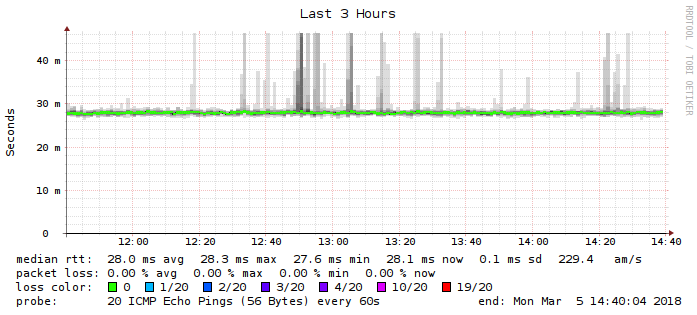 Last 3 Hours
RRDTOOL / TOBI OETIKER
Seconds
40 m
30 m
20 m
10 m
0
12:00 12:20 12:40 13:00 13:20 13:40 14:00 14:20 14:40
median rtt: 28.0 ms avg 28.3 ms max 27.6 ms min 28.1 ms now 0.1 ms sd 229.4 am/s
packet loss: 0.00 % avg 0.00 % max 0.00 % min 0.00 % now
loss color: 0 1/20 2/20 3/20 4/20 10/20 19/20
probe: 20 ICMP Echo Pings (56 Bytes) every 60s end: Mon Mar 5 14:40:04 2018